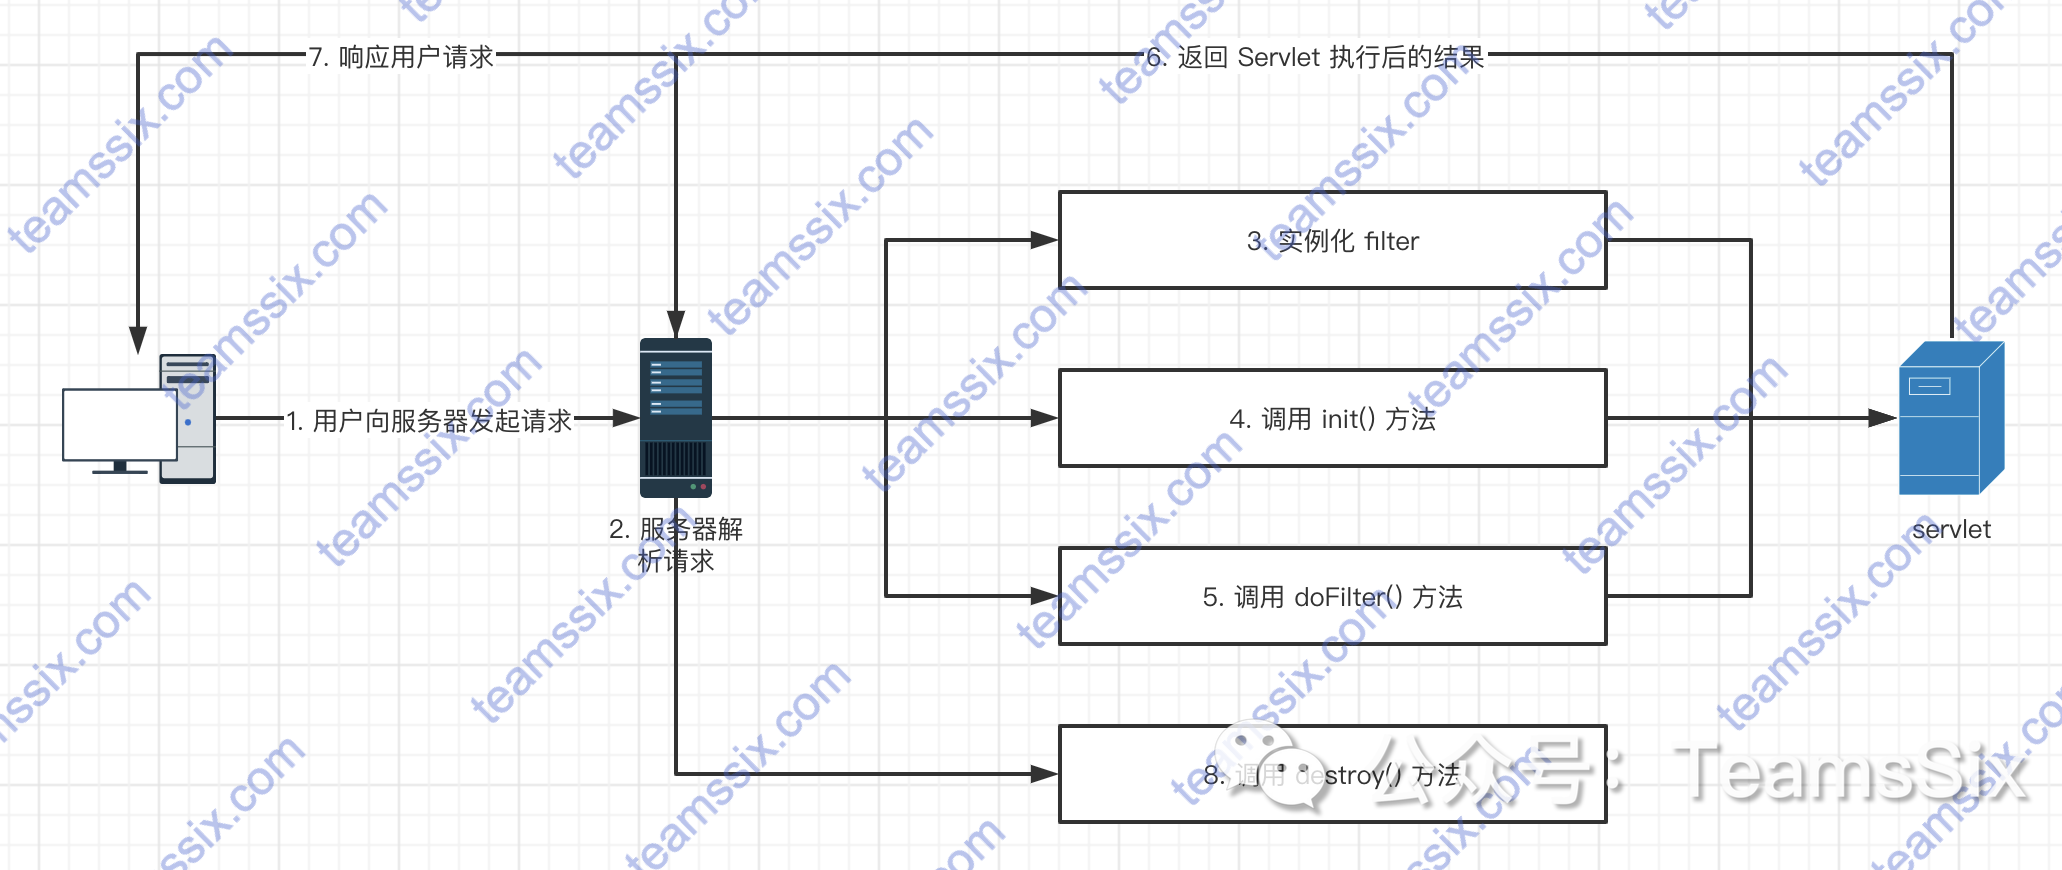 7. 响应用户请求
6. 返回 Servlet 执行后的结果
3. 实例化 filter
1. 用户向服务器发起请求
4. 调用 init() 方法
2. 服务器解
析请求
servlet
5. 调用 doFilter() 方法
8. 调用 destroy() 方法
公众号：TeamsSix
teamssix.com